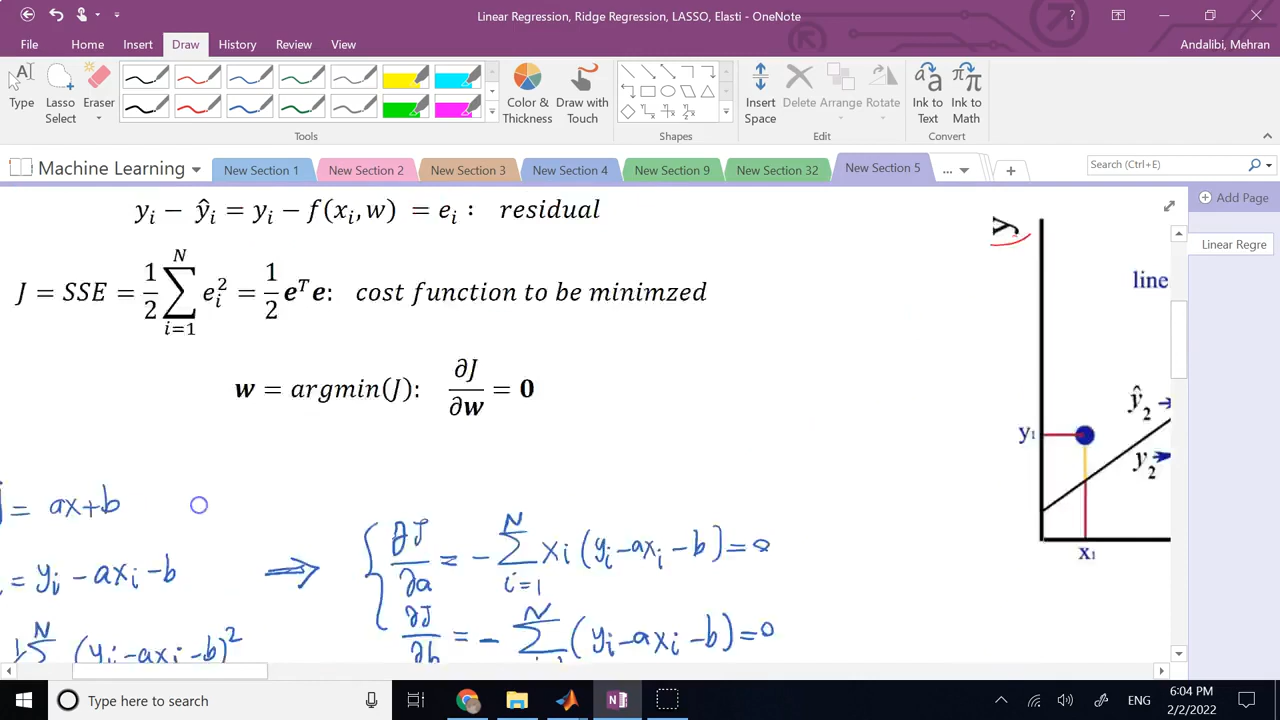 Linear Regression, Ridge Regression, LASSO, Elasti - OneNote
?
File Home Insert Draw History Review View
Andalibi, Mehran
Type
Lasso Select
Eraser
Color & Thickness
Draw with Touch
Insert Space
Delete
Arrange
Rotate
Ink to Text
Ink to Math
Tools
Shapes
Edit
Convert
Machine Learning
New Section 1
New Section 2
New Section 3
New Section 4
New Section 9
New Section 32
New Section 5
...
Search (Ctrl+E)
Add Page
Linear Regre
yᵢ − ŷᵢ = yᵢ − f(xᵢ, w) = eᵢ : residual
J = SSE = 1/2 ∑_{i=1}^{N} eᵢ² = 1/2 eᵀe: cost function to be minimzed
w = argmin(J): ∂J/∂w = 0
= ax+b
= yᵢ − axᵢ − b
⇒
∂J/∂a = − ∑_{i=1}^{N} xᵢ (yᵢ − axᵢ − b) = 0
∂J/∂b = − ∑^{N} (yᵢ − axᵢ − b) = 0
∑^{N} (yᵢ − axᵢ − b)²
y
line
ŷ₂
y₁
y₂
x₁
Type here to search
ENG
6:04 PM
2/2/2022